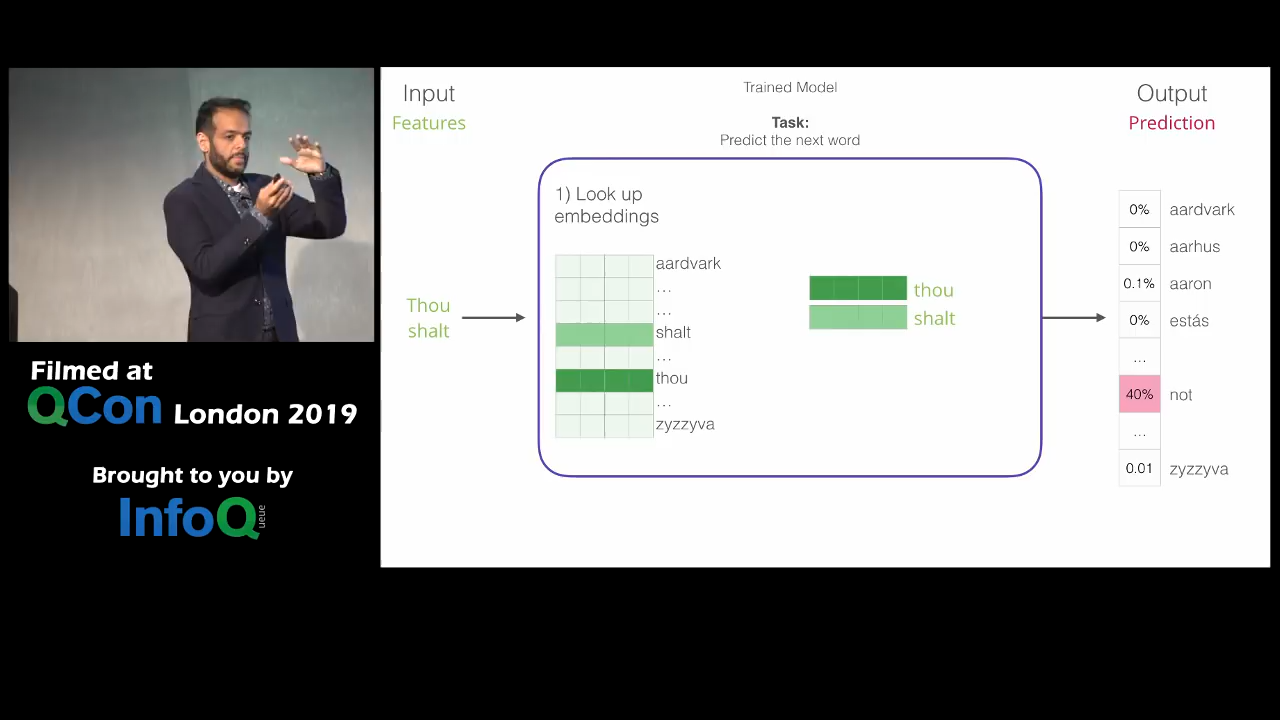 Filmed at
QCon London 2019
Brought to you by
InfoQ
ueue
Input
Features
Trained Model
Task:
Predict the next word
Output
Prediction
1) Look up
embeddings
aardvark
...
...
shalt
...
thou
...
zyzzyva
Thou
shalt
thou
shalt
0% aardvark
0% aarhus
0.1% aaron
0% estás
...
40% not
...
0.01 zyzzyva